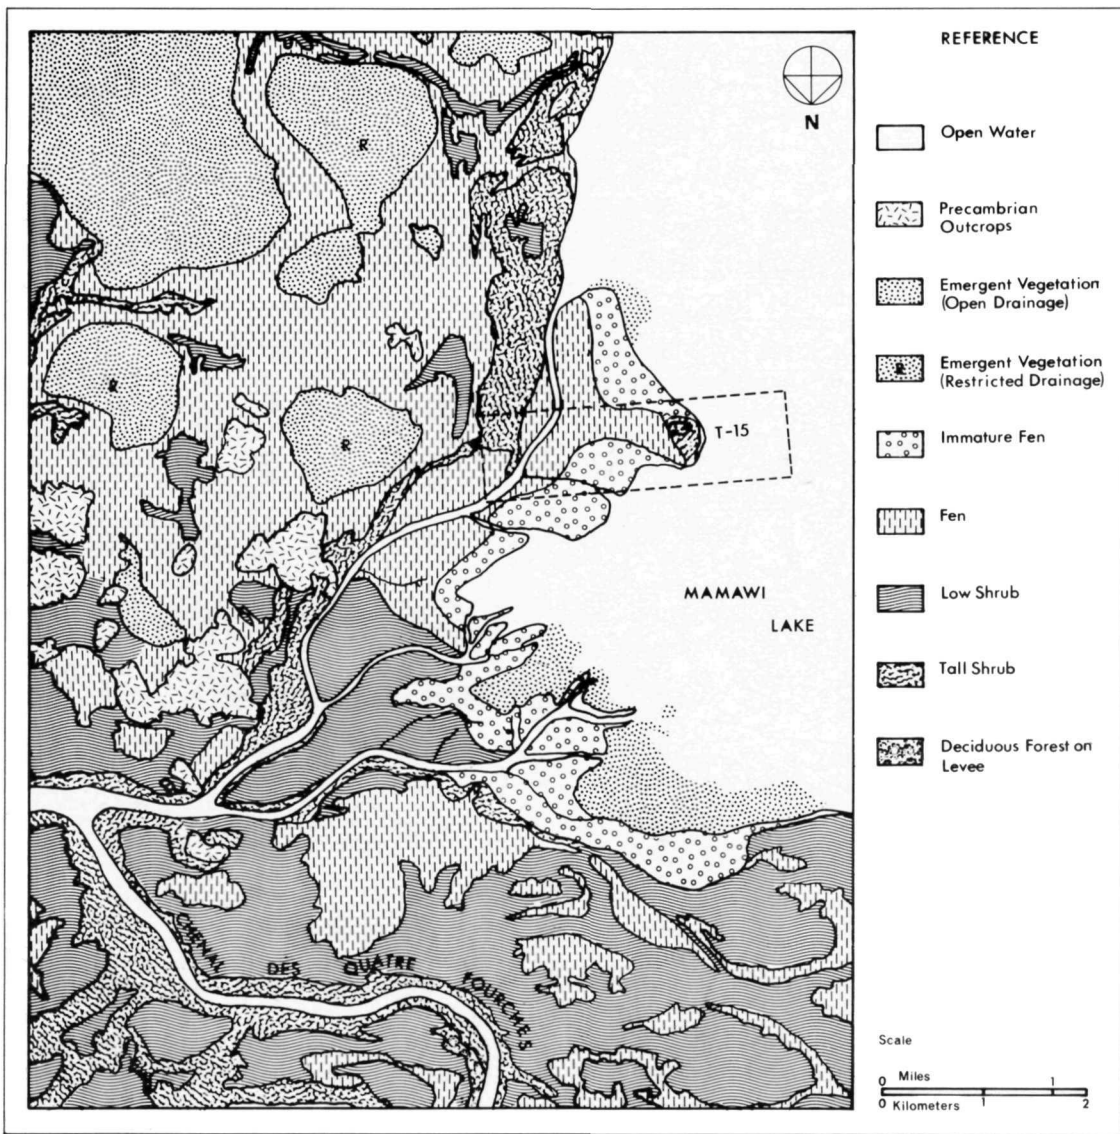 REFERENCE
N
Open Water
Precambrian
Outcrops
Emergent Vegetation
(Open Drainage)
R
Emergent Vegetation
(Restricted Drainage)
Immature Fen
Fen
Low Shrub
Tall Shrub
Deciduous Forest on
Levee
R
R
R
T-15
MAMAWI
LAKE
CHENAL DES QUATRE FOURCHES
Scale
0 Miles 1
0 Kilometers 1 2